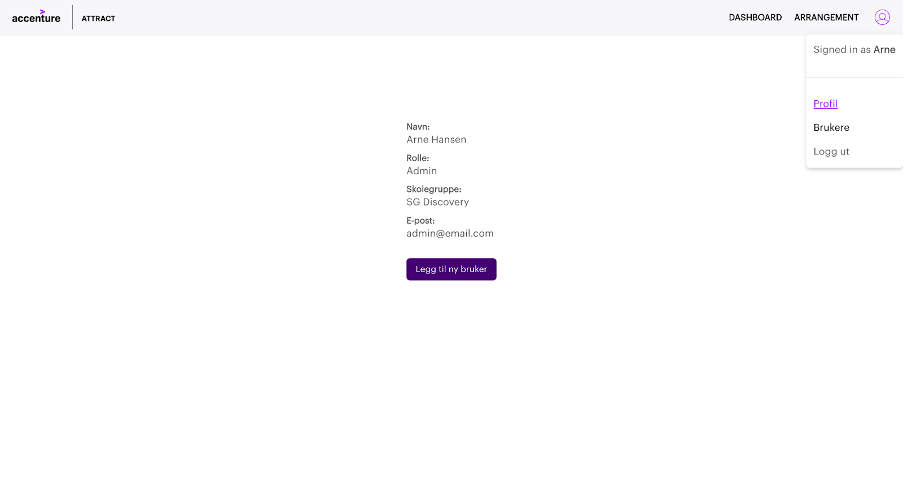 accenture
ATTRACT
DASHBOARD
ARRANGEMENT
Signed in as Arne
Profil
Brukere
Logg ut
Navn:
Arne Hansen
Rolle:
Admin
Skolegruppe:
SG Discovery
E-post:
admin@email.com
Legg til ny bruker